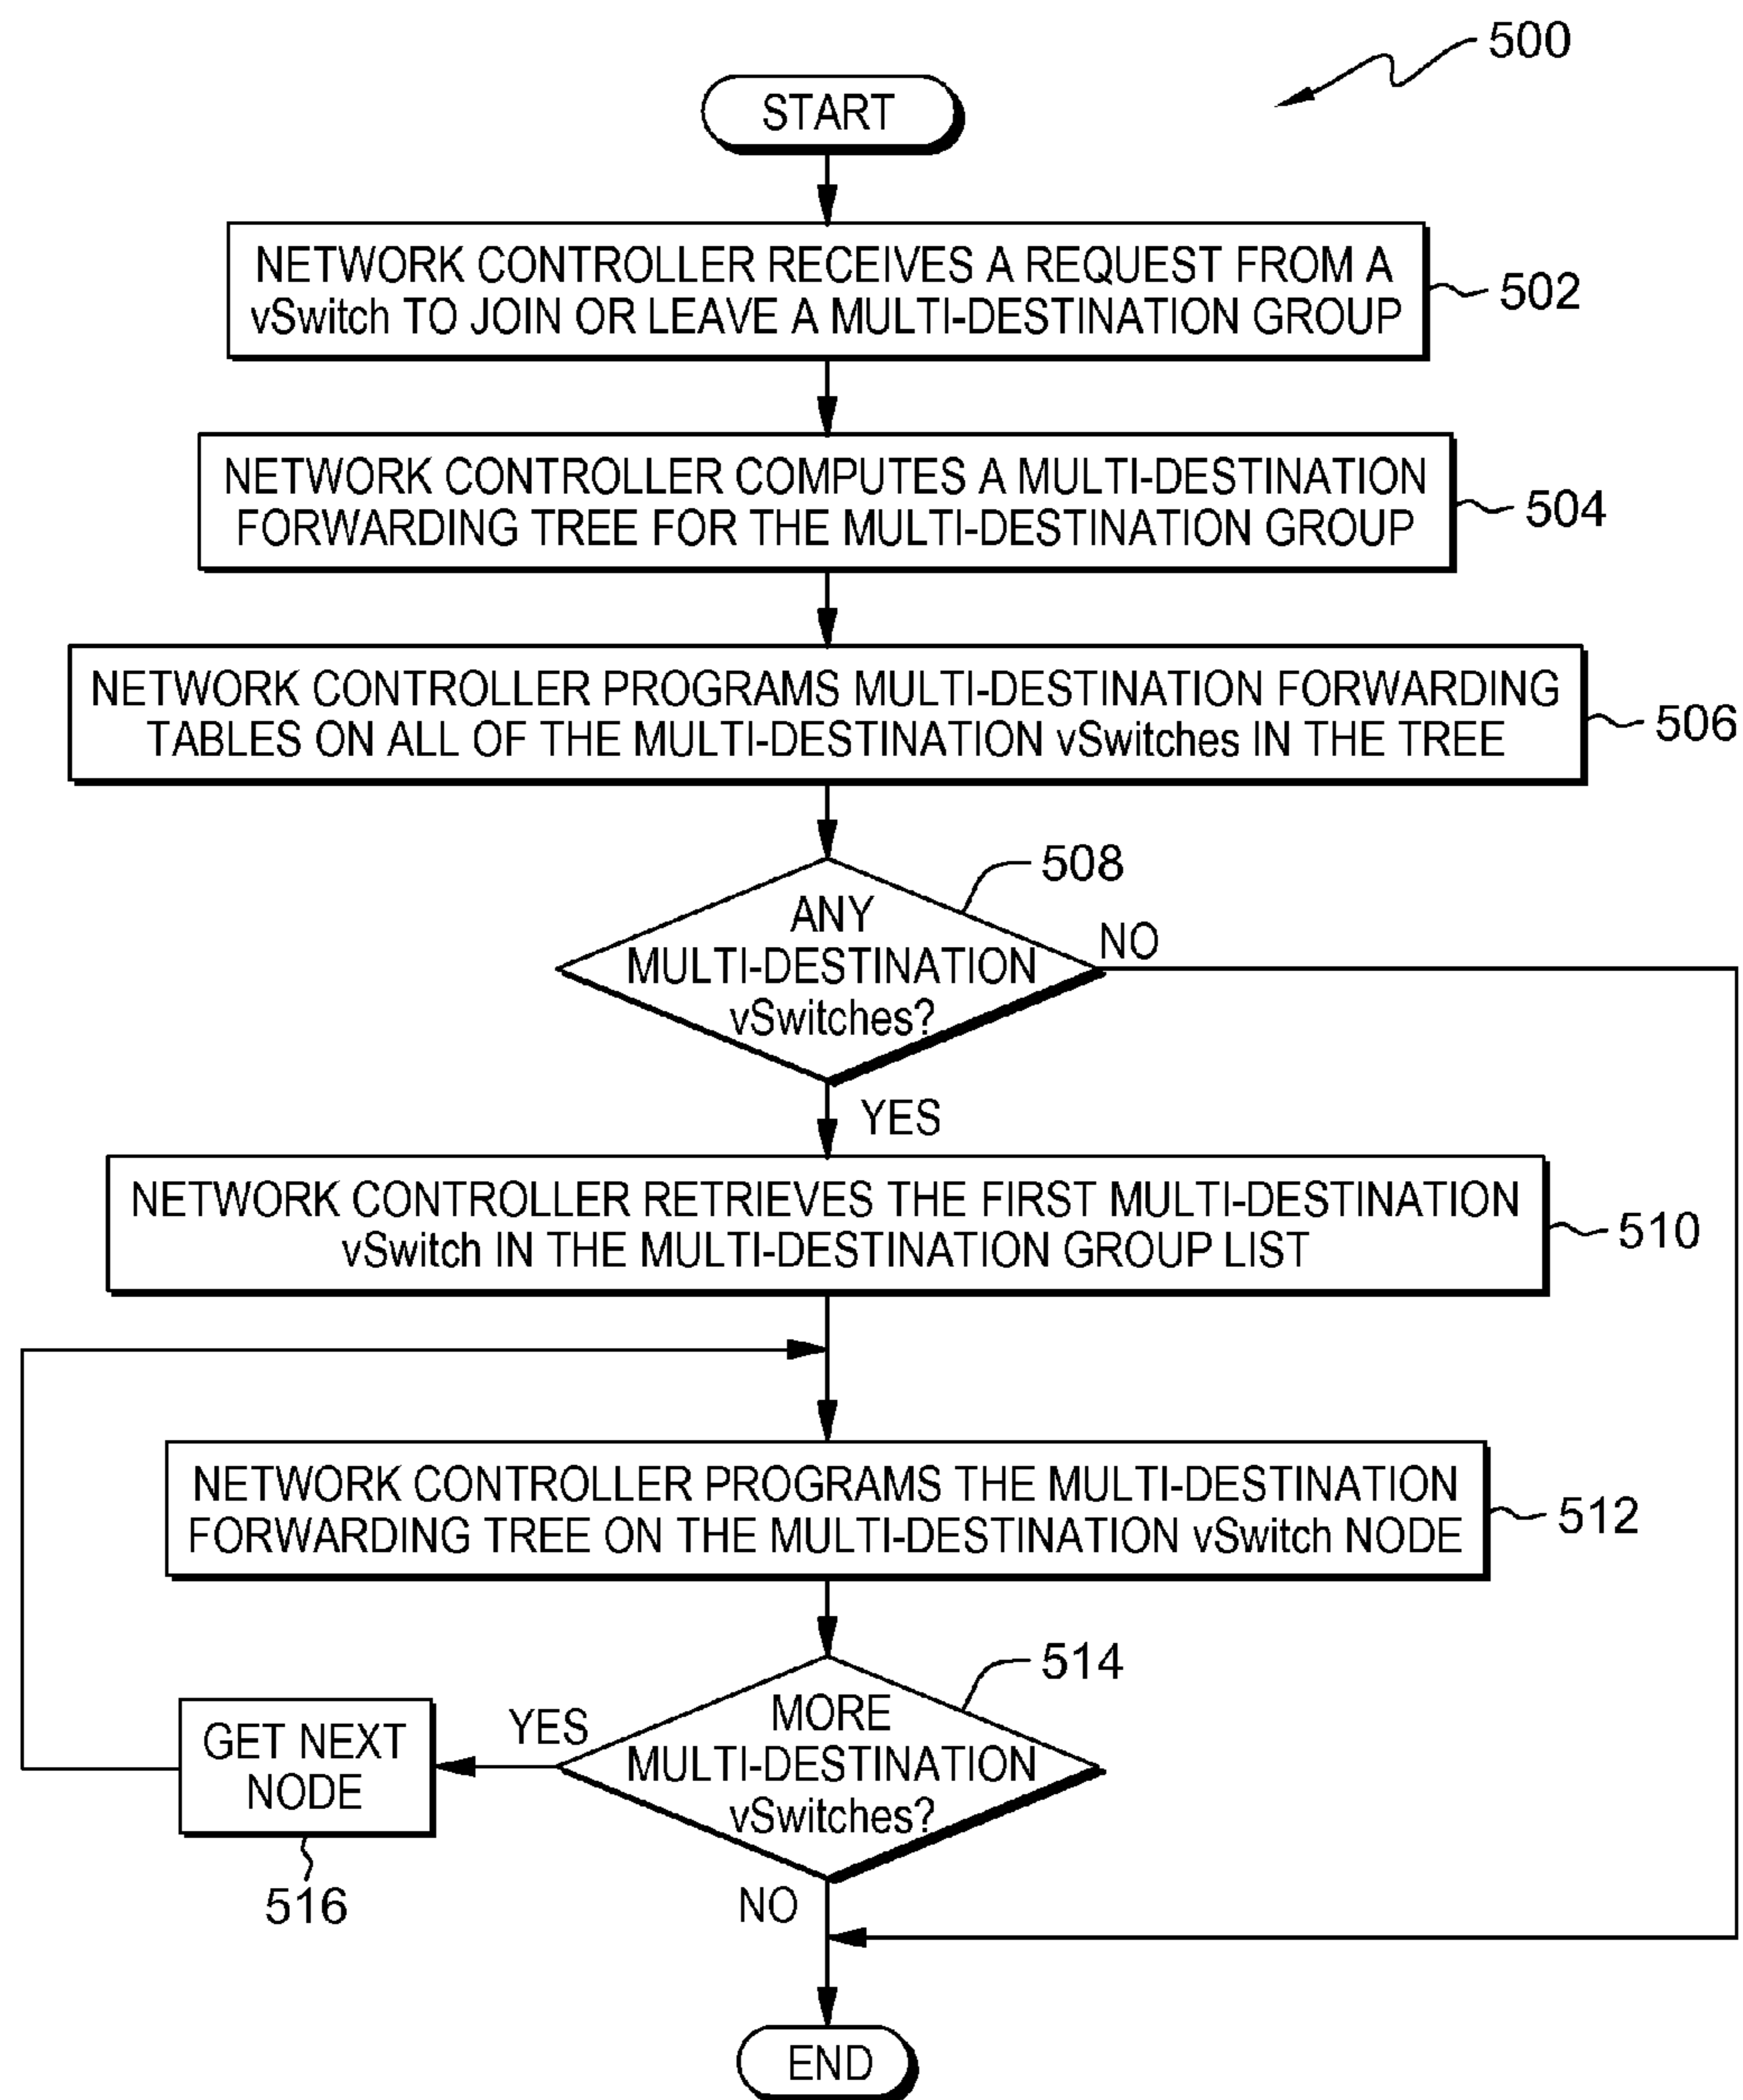 500
START
NETWORK CONTROLLER RECEIVES A REQUEST FROM A
vSwitch TO JOIN OR LEAVE A MULTI-DESTINATION GROUP
502
NETWORK CONTROLLER COMPUTES A MULTI-DESTINATION
FORWARDING TREE FOR THE MULTI-DESTINATION GROUP
504
NETWORK CONTROLLER PROGRAMS MULTI-DESTINATION FORWARDING
TABLES ON ALL OF THE MULTI-DESTINATION vSwitches IN THE TREE
506
508
ANY
MULTI-DESTINATION
vSwitches?
NO
YES
NETWORK CONTROLLER RETRIEVES THE FIRST MULTI-DESTINATION
vSwitch IN THE MULTI-DESTINATION GROUP LIST
510
NETWORK CONTROLLER PROGRAMS THE MULTI-DESTINATION
FORWARDING TREE ON THE MULTI-DESTINATION vSwitch NODE
512
514
MORE
MULTI-DESTINATION
vSwitches?
YES
GET NEXT
NODE
516
NO
END